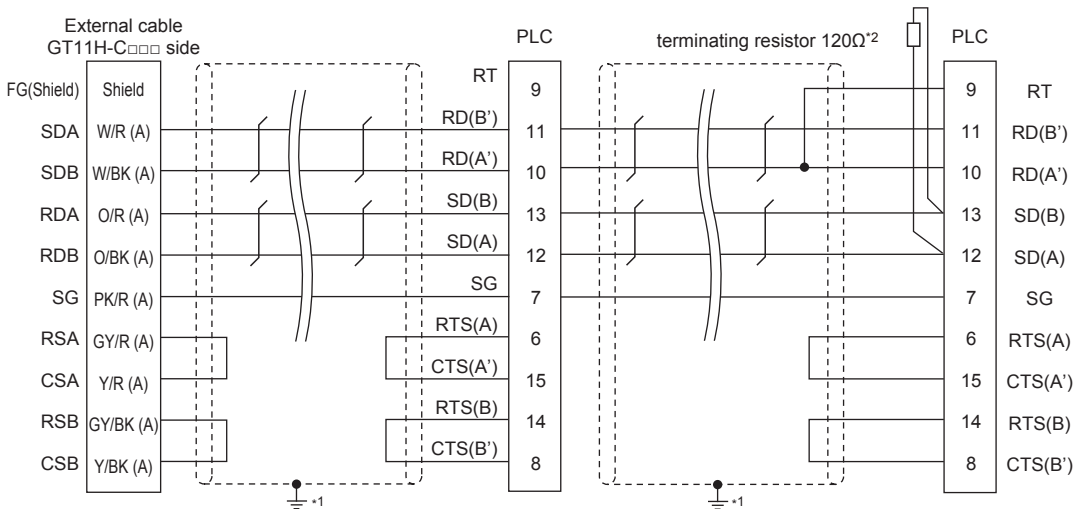 External cable
GT11H-C□□□ side
PLC
terminating resistor 120Ω*2
PLC
FG(Shield) Shield RT 9 9 RT
SDA W/R (A) RD(B') 11 11 RD(B')
SDB W/BK (A) RD(A') 10 10 RD(A')
RDA O/R (A) SD(B) 13 13 SD(B)
RDB O/BK (A) SD(A) 12 12 SD(A)
SG PK/R (A) SG 7 7 SG
RSA GY/R (A) RTS(A) 6 6 RTS(A)
CSA Y/R (A) CTS(A') 15 15 CTS(A')
RSB GY/BK (A) RTS(B) 14 14 RTS(B)
CSB Y/BK (A) CTS(B') 8 8 CTS(B')
*1 *1